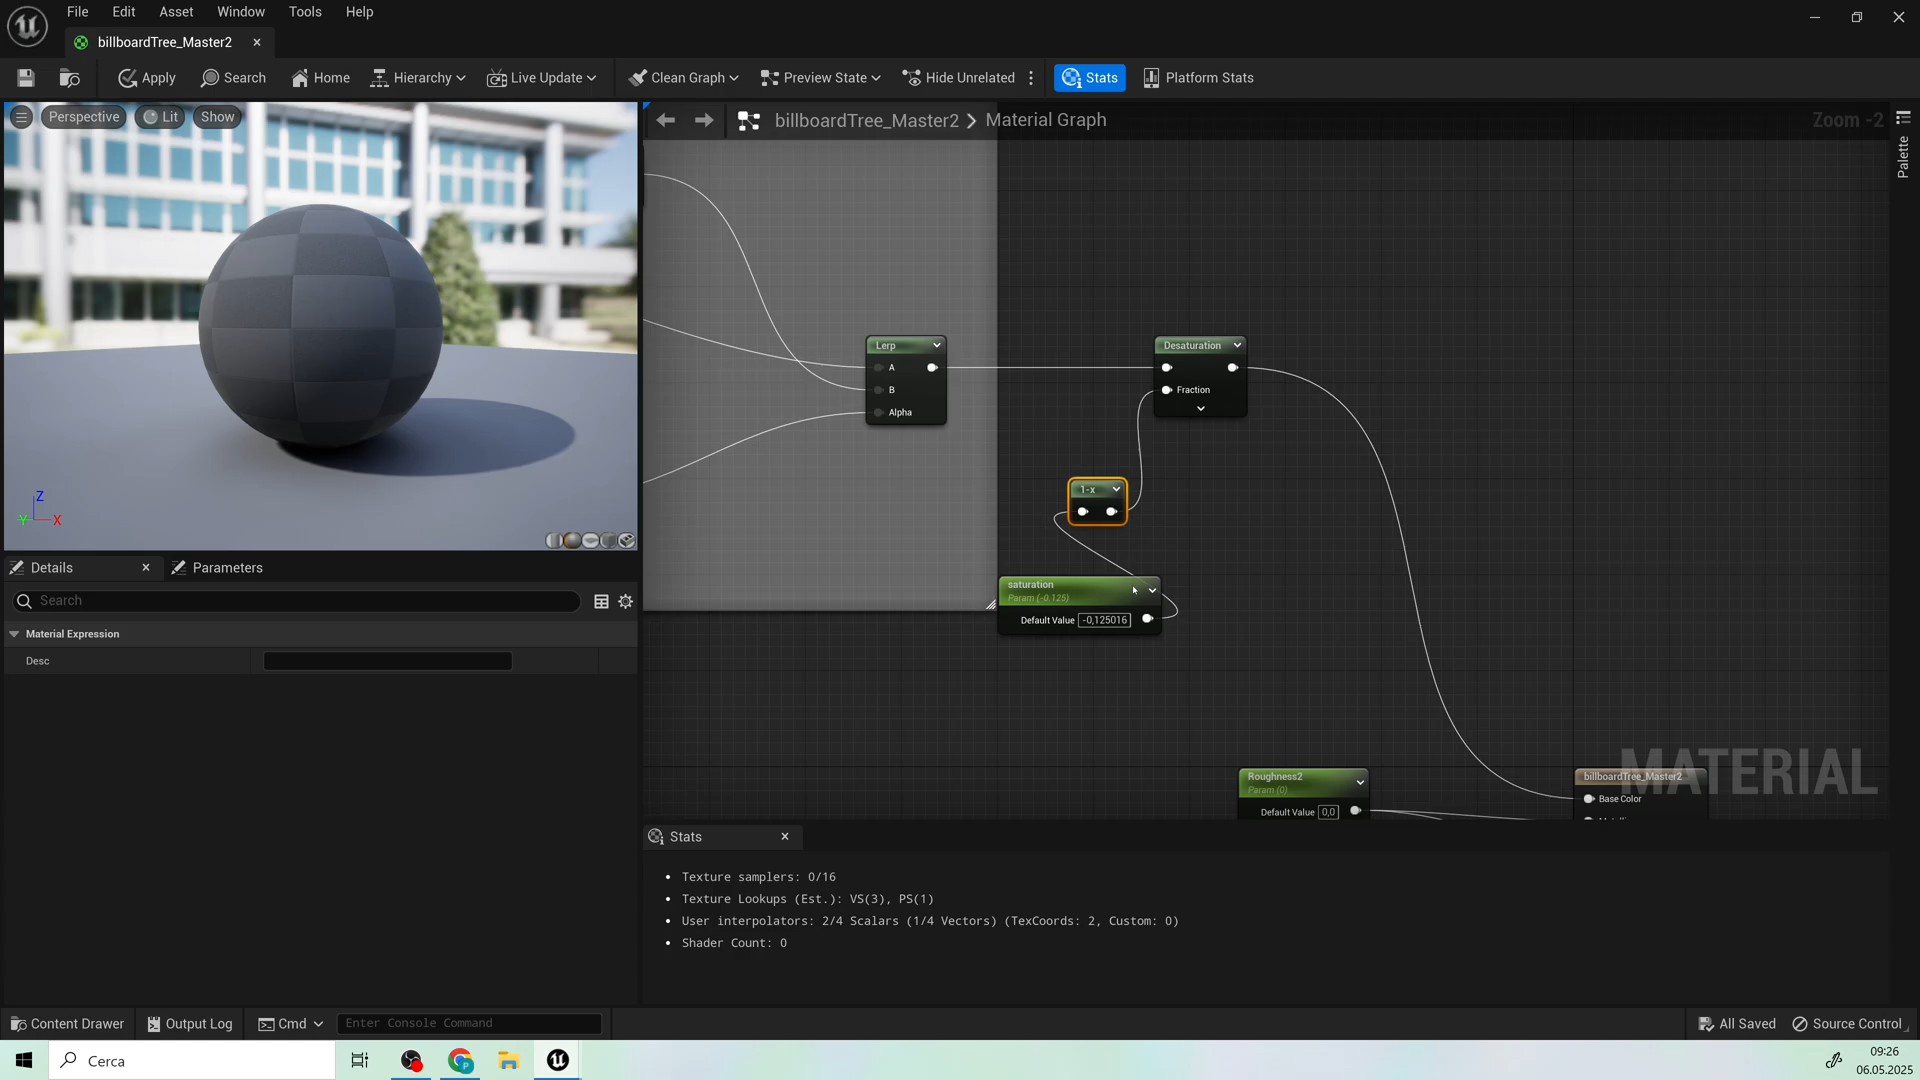 File Edit Asset Window Tools Help
billboardTree_Master2
Apply Search Home Hierarchy Live Update Clean Graph Preview State Hide Unrelated Stats Platform Stats
Perspective Lit Show
billboardTree_Master2 Material Graph
Zoom -2
Palette
Lerp
A
B
Alpha
Desaturation
Fraction
1-x
saturation
Param (-0.125)
Default Value -0,125016
Z
Y
X
Details Parameters
Search
Material Expression
Desc
MATERIAL
Roughness2
Param (0)
Default Value 0,0
billboardTree_Master2
Base Color
Stats
Texture samplers: 0/16
Texture Lookups (Est.): VS(3), PS(1)
User interpolators: 2/4 Scalars (1/4 Vectors) (TexCoords: 2, Custom: 0)
Shader Count: 0
Content Drawer Output Log Cmd Enter Console Command All Saved Source Control
Cerca
09:26
06.05.2025